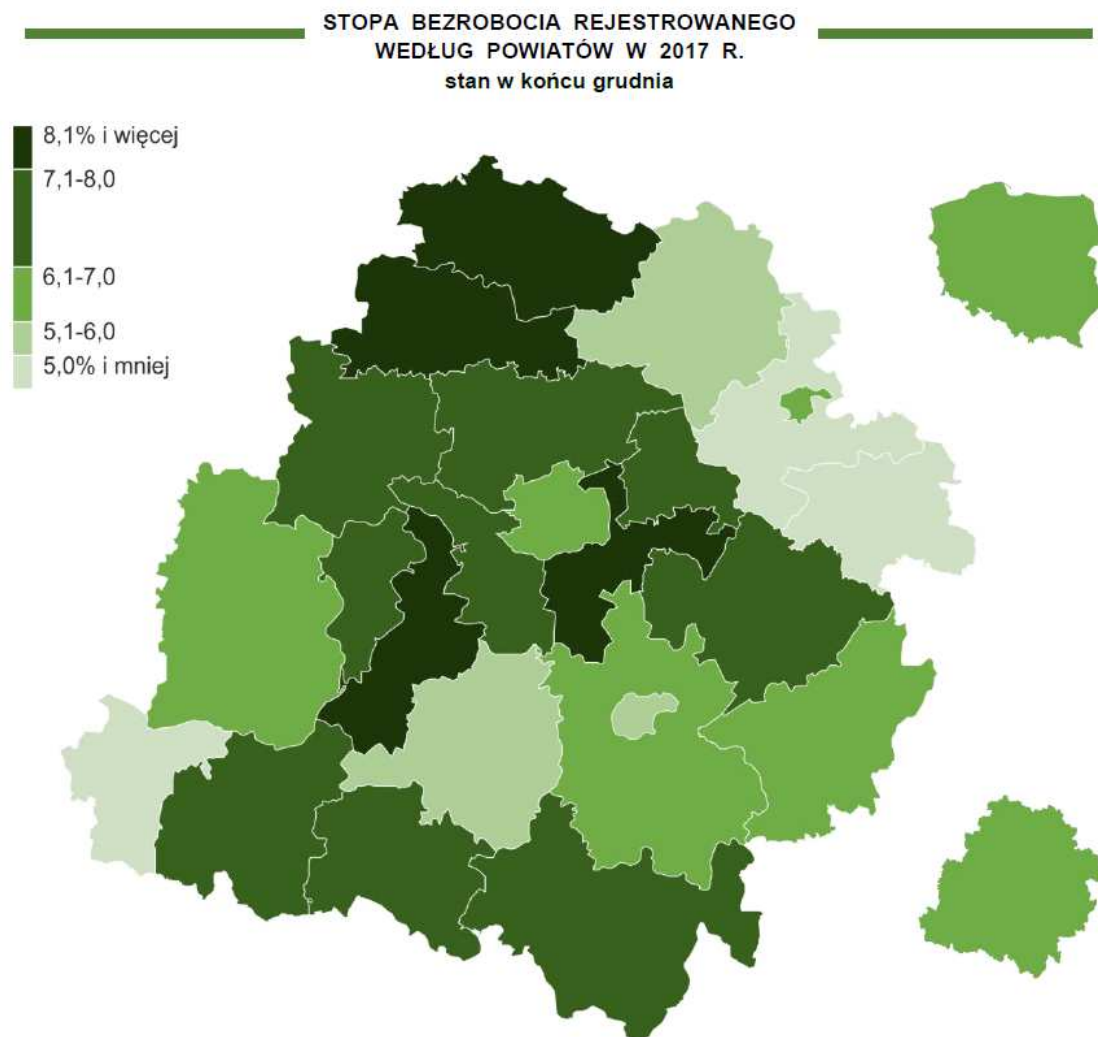 STOPA BEZROBOCIA REJESTROWANEGO
WEDŁUG POWIATÓW W 2017 R.
stan w końcu grudnia
8,1% i więcej
7,1-8,0
6,1-7,0
5,1-6,0
5,0% i mniej